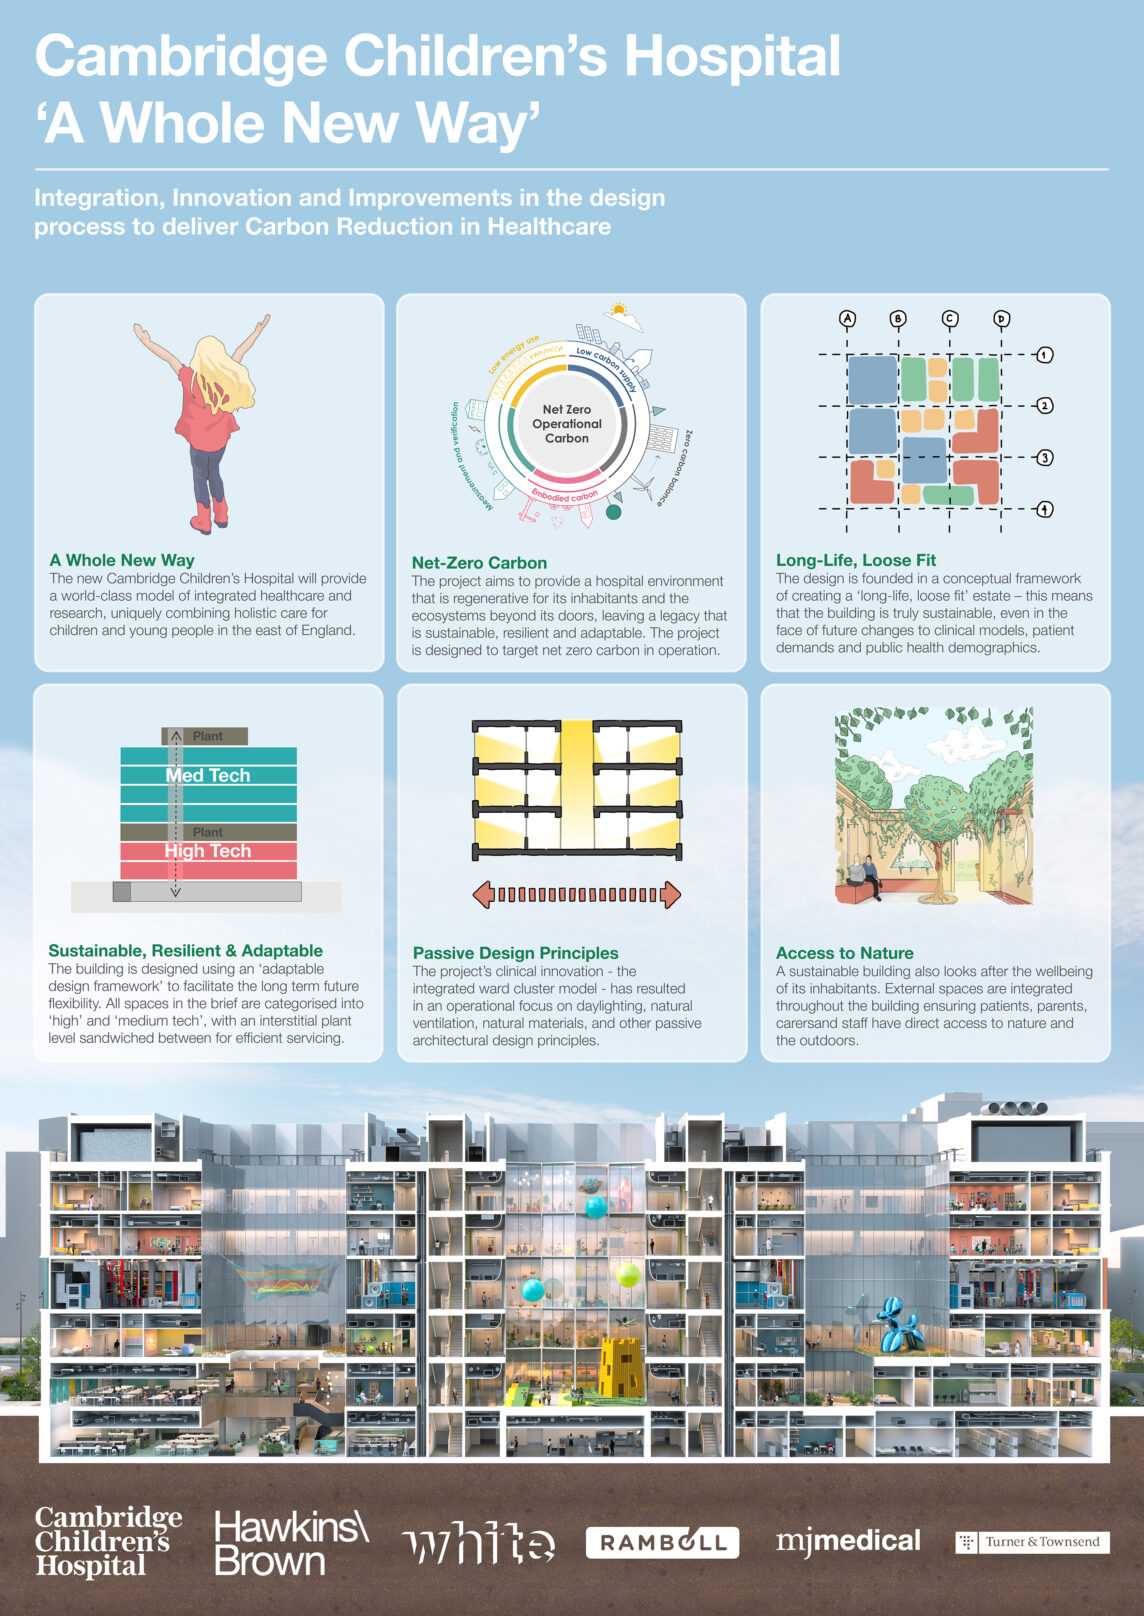 Cambridge Children's Hospital
'A Whole New Way'
Integration, Innovation and Improvements in the design
process to deliver Carbon Reduction in Healthcare
A Whole New Way
The new Cambridge Children's Hospital will provide
a world-class model of integrated healthcare and
research, uniquely combining holistic care for
children and young people in the east of England.
Low energy use
kWh/m²/yr
Low carbon supply
Measurement and verification
5 yrs
Zero carbon balance
Embodied carbon
Net Zero
Operational
Carbon
Net-Zero Carbon
The project aims to provide a hospital environment
that is regenerative for its inhabitants and the
ecosystems beyond its doors, leaving a legacy that
is sustainable, resilient and adaptable. The project
is designed to target net zero carbon in operation.
A B C D
1
2
3
4
Long-Life, Loose Fit
The design is founded in a conceptual framework
of creating a 'long-life, loose fit' estate – this means
that the building is truly sustainable, even in the
face of future changes to clinical models, patient
demands and public health demographics.
Plant
Med Tech
Plant
High Tech
Sustainable, Resilient & Adaptable
The building is designed using an 'adaptable
design framework' to facilitate the long term future
flexibility. All spaces in the brief are categorised into
'high' and 'medium tech', with an interstitial plant
level sandwiched between for efficient servicing.
Passive Design Principles
The project's clinical innovation - the
integrated ward cluster model - has resulted
in an operational focus on daylighting, natural
ventilation, natural materials, and other passive
architectural design principles.
Access to Nature
A sustainable building also looks after the wellbeing
of its inhabitants. External spaces are integrated
throughout the building ensuring patients, parents,
carersand staff have direct access to nature and
the outdoors.
Cambridge
Children's
Hospital
Hawkins\
Brown
white
RAMBOLL
mjmedical
Turner & Townsend